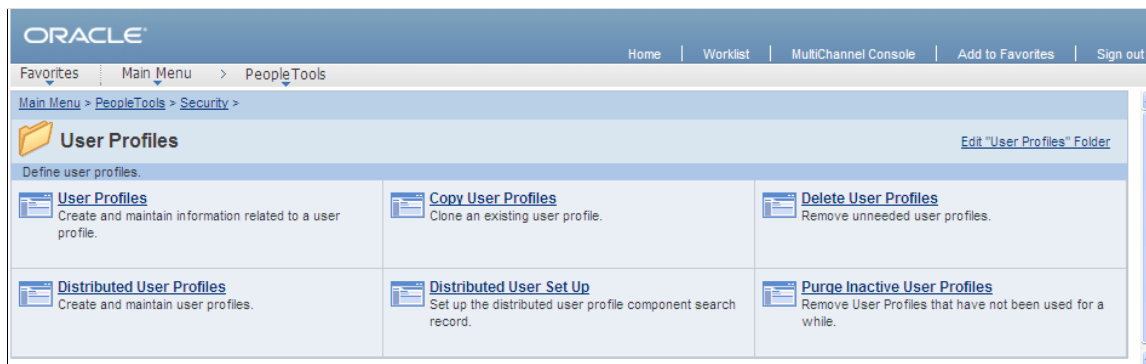 ORACLE
Home | Worklist | MultiChannel Console | Add to Favorites | Sign out
Favorites Main Menu > PeopleTools
Main Menu > PeopleTools > Security >
User Profiles
Edit "User Profiles" Folder
Define user profiles.
User Profiles
Create and maintain information related to a user
profile.
Copy User Profiles
Clone an existing user profile.
Delete User Profiles
Remove unneeded user profiles.
Distributed User Profiles
Create and maintain user profiles.
Distributed User Set Up
Set up the distributed user profile component search
record.
Purge Inactive User Profiles
Remove User Profiles that have not been used for a
while.